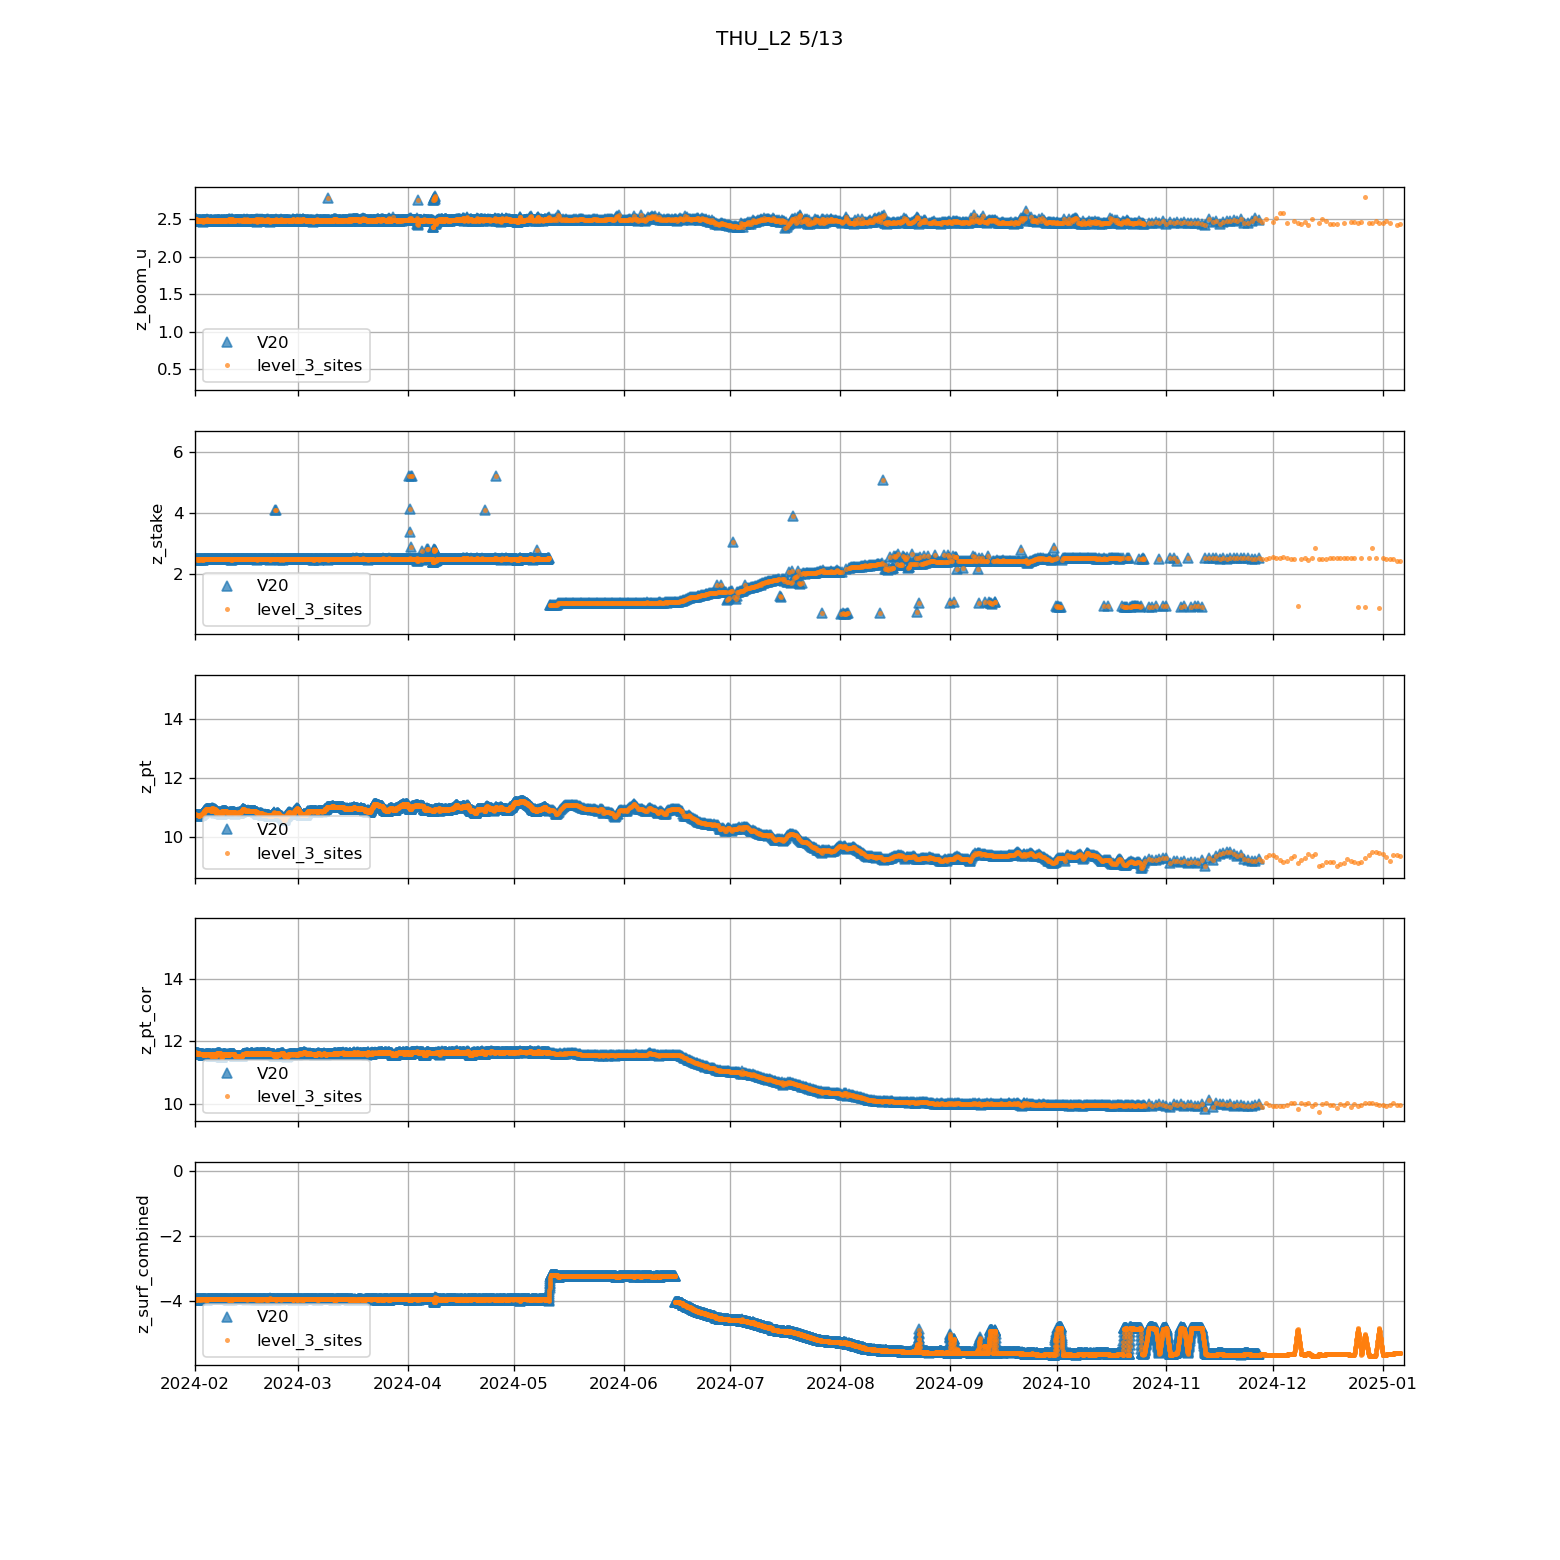 THU_L2 5/13
z_boom_u
2.5
2.0
1.5
1.0
0.5
V20
level_3_sites
z_stake
6
4
2
V20
level_3_sites
z_pt
14
12
10
V20
level_3_sites
z_pt_cor
14
12
10
V20
level_3_sites
z_surf_combined
0
−2
−4
V20
level_3_sites
2024-02 2024-03 2024-04 2024-05 2024-06 2024-07 2024-08 2024-09 2024-10 2024-11 2024-12 2025-01